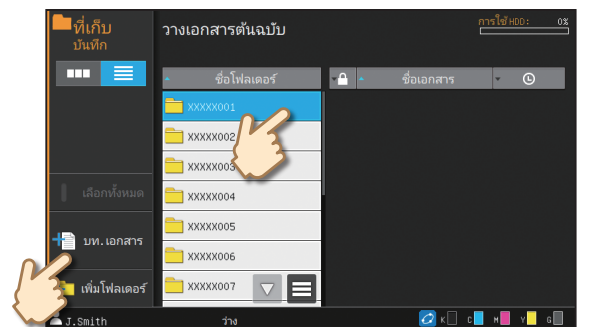 ที่เก็บ
บันทึก
วางเอกสารต้นฉบับ
การใช้HDD: 0%
ชื่อโฟลเดอร์
ชื่อเอกสาร
XXXXX001
XXXXX002
XXXXX003
XXXXX004
XXXXX005
XXXXX006
XXXXX007
เลือกทั้งหมด
บท.เอกสาร
เพิ่มโฟลเดอร์
J.Smith
ว่าง
K C M Y G